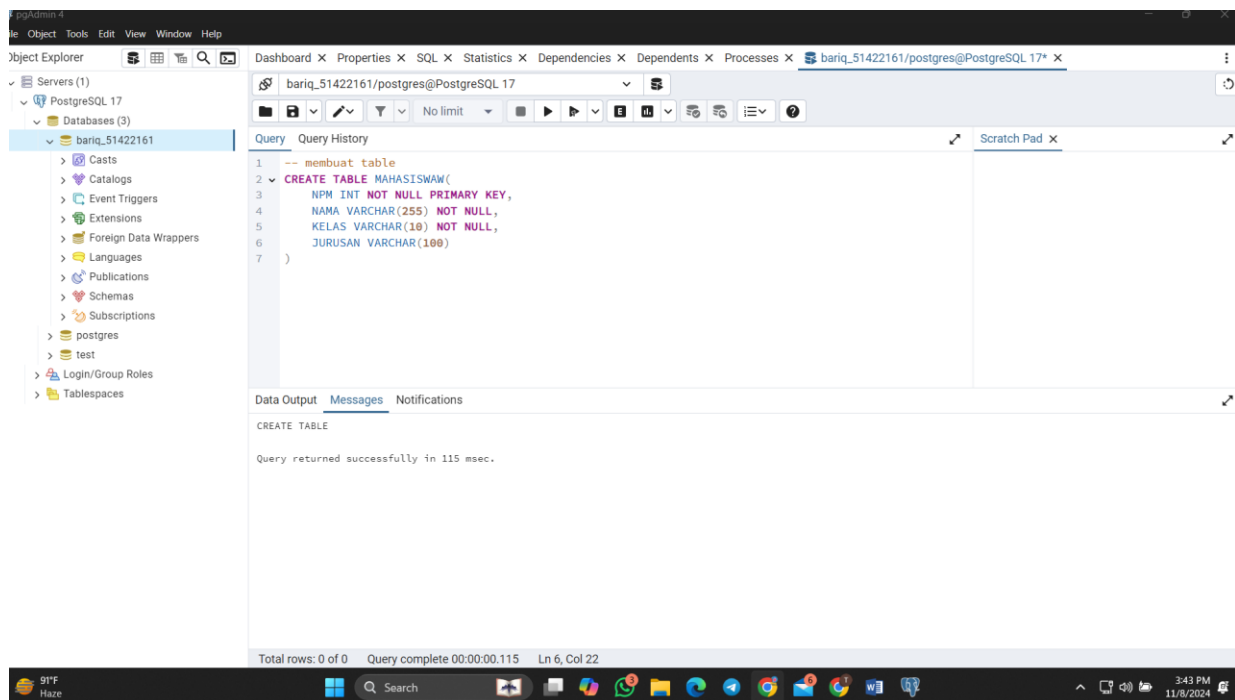 pgAdmin 4
ile Object Tools Edit View Window Help
Object Explorer
Dashboard X Properties X SQL X Statistics X Dependencies X Dependents X Processes X bariq_51422161/postgres@PostgreSQL 17* X
Servers (1)
PostgreSQL 17
Databases (3)
bariq_51422161
Casts
Catalogs
Event Triggers
Extensions
Foreign Data Wrappers
Languages
Publications
Schemas
Subscriptions
postgres
test
Login/Group Roles
Tablespaces
bariq_51422161/postgres@PostgreSQL 17
No limit
E
Query Query History
Scratch Pad X
1 -- membuat table
2 CREATE TABLE MAHASISWAW(
3 NPM INT NOT NULL PRIMARY KEY,
4 NAMA VARCHAR(255) NOT NULL,
5 KELAS VARCHAR(10) NOT NULL,
6 JURUSAN VARCHAR(100)
7 )
Data Output Messages Notifications
CREATE TABLE
Query returned successfully in 115 msec.
Total rows: 0 of 0 Query complete 00:00:00.115 Ln 6, Col 22
91°F
Haze
Search
3:43 PM
11/8/2024